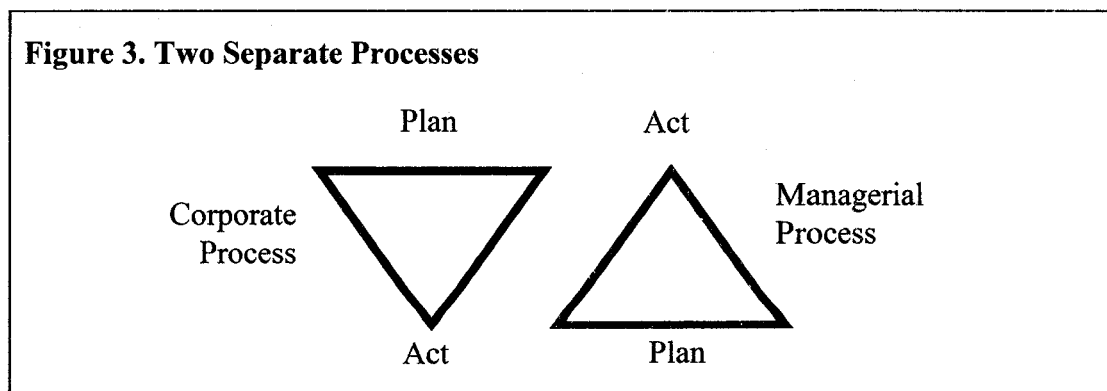 Figure 3. Two Separate Processes
Plan
Act
Corporate
Process
Managerial
Process
Act
Plan